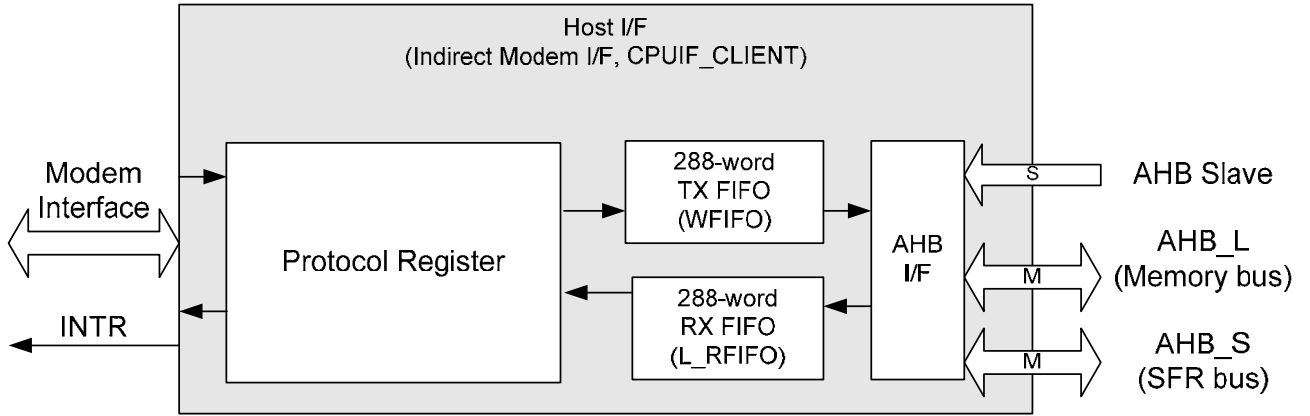 Host I/F
(Indirect Modem I/F, CPUIF_CLIENT)
Modem
Interface
INTR
Protocol Register
288-word
TX FIFO
(WFIFO)
288-word
RX FIFO
(L_RFIFO)
AHB
I/F
S
AHB Slave
M
AHB_L
(Memory bus)
M
AHB_S
(SFR bus)